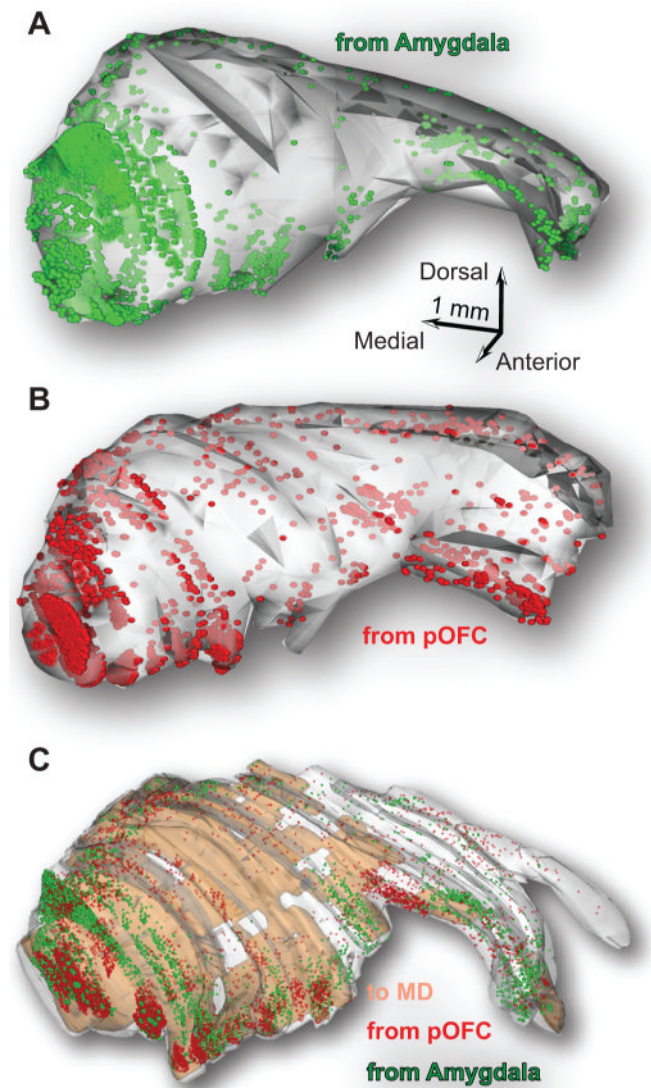 A
from Amygdala
Dorsal
1 mm
Medial
Anterior
B
from pOFC
C
to MD
from pOFC
from Amygdala